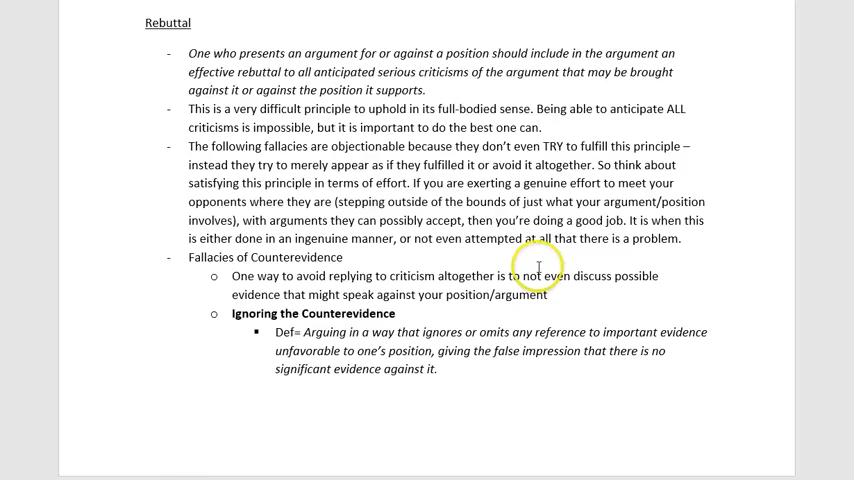 Rebuttal
- One who presents an argument for or against a position should include in the argument an
effective rebuttal to all anticipated serious criticisms of the argument that may be brought
against it or against the position it supports.
- This is a very difficult principle to uphold in its full-bodied sense. Being able to anticipate ALL
criticisms is impossible, but it is important to do the best one can.
- The following fallacies are objectionable because they don't even TRY to fulfill this principle –
instead they try to merely appear as if they fulfilled it or avoid it altogether. So think about
satisfying this principle in terms of effort. If you are exerting a genuine effort to meet your
opponents where they are (stepping outside of the bounds of just what your argument/position
involves), with arguments they can possibly accept, then you're doing a good job. It is when this
is either done in an ingenuine manner, or not even attempted at all that there is a problem.
- Fallacies of Counterevidence
o One way to avoid replying to criticism altogether is to not even discuss possible
evidence that might speak against your position/argument
o Ignoring the Counterevidence
▪ Def= Arguing in a way that ignores or omits any reference to important evidence
unfavorable to one's position, giving the false impression that there is no
significant evidence against it.